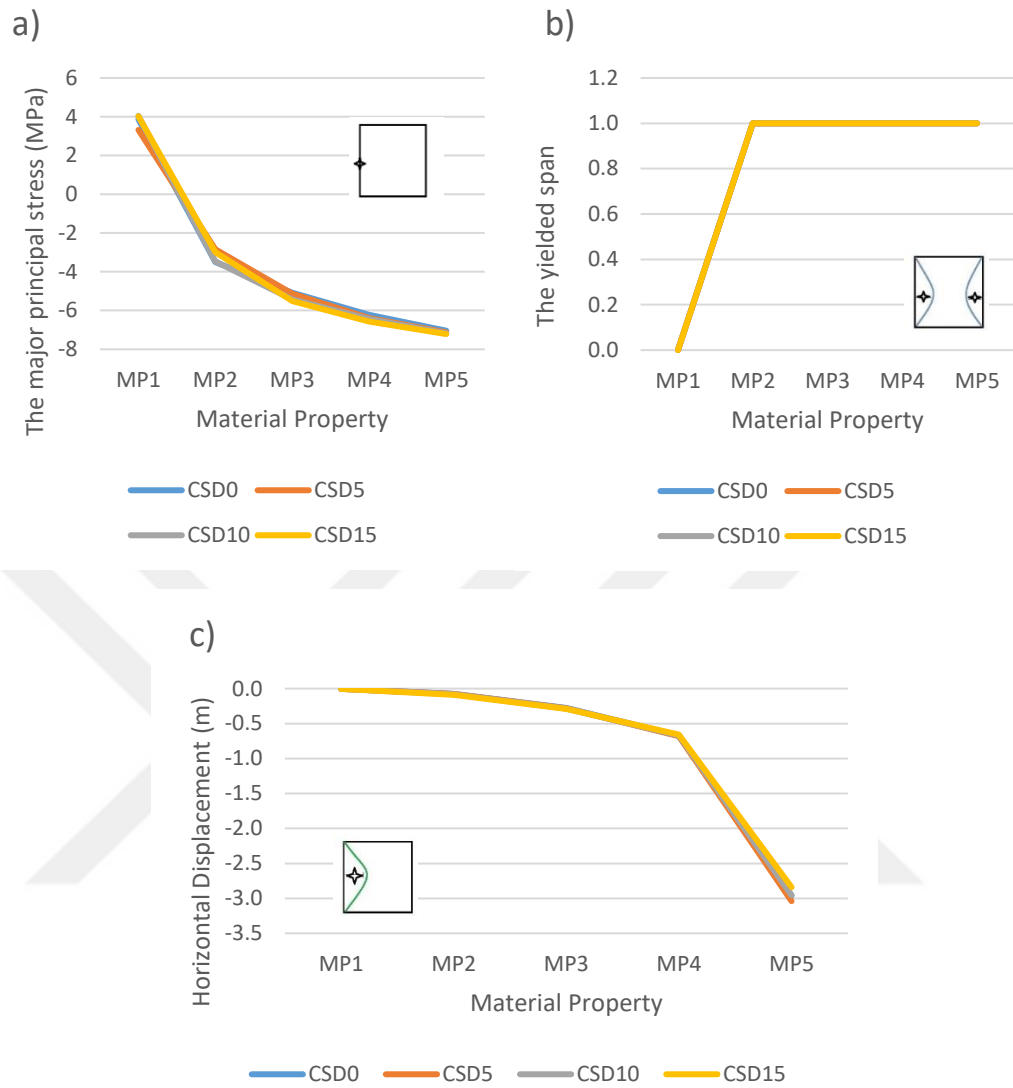 a)
The major principal stress (MPa)
6
4
2
0
-2
-4
-6
-8
MP1 MP2 MP3 MP4 MP5
Material Property
CSD0 CSD5
CSD10 CSD15
b)
The yielded span
1.2
1.0
0.8
0.6
0.4
0.2
0.0
MP1 MP2 MP3 MP4 MP5
Material Property
CSD0 CSD5
CSD10 CSD15
c)
Horizontal Displacement (m)
0.0
-0.5
-1.0
-1.5
-2.0
-2.5
-3.0
-3.5
MP1 MP2 MP3 MP4 MP5
Material Property
CSD0 CSD5 CSD10 CSD15